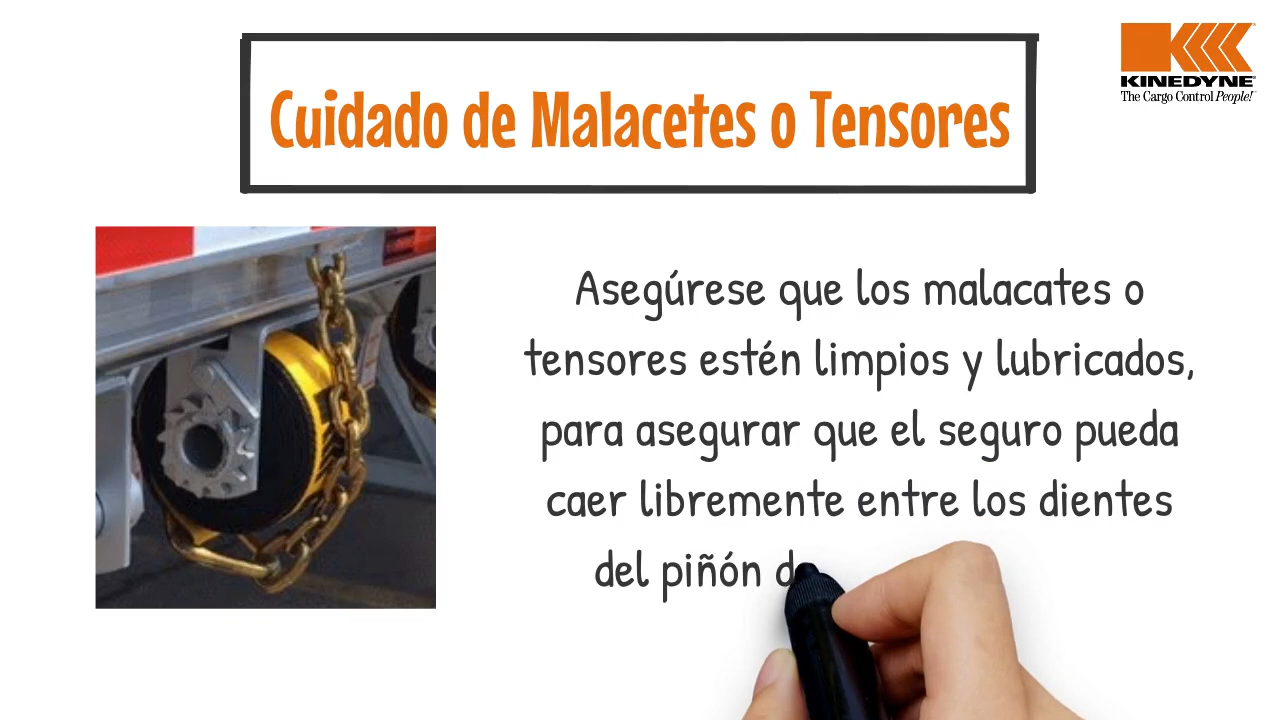 Cuidado de Malacetes o Tensores
KINEDYNE
The Cargo Control People!
Asegúrese que los malacates o
tensores estén limpios y lubricados,
para asegurar que el seguro pueda
caer libremente entre los dientes
del piñón d